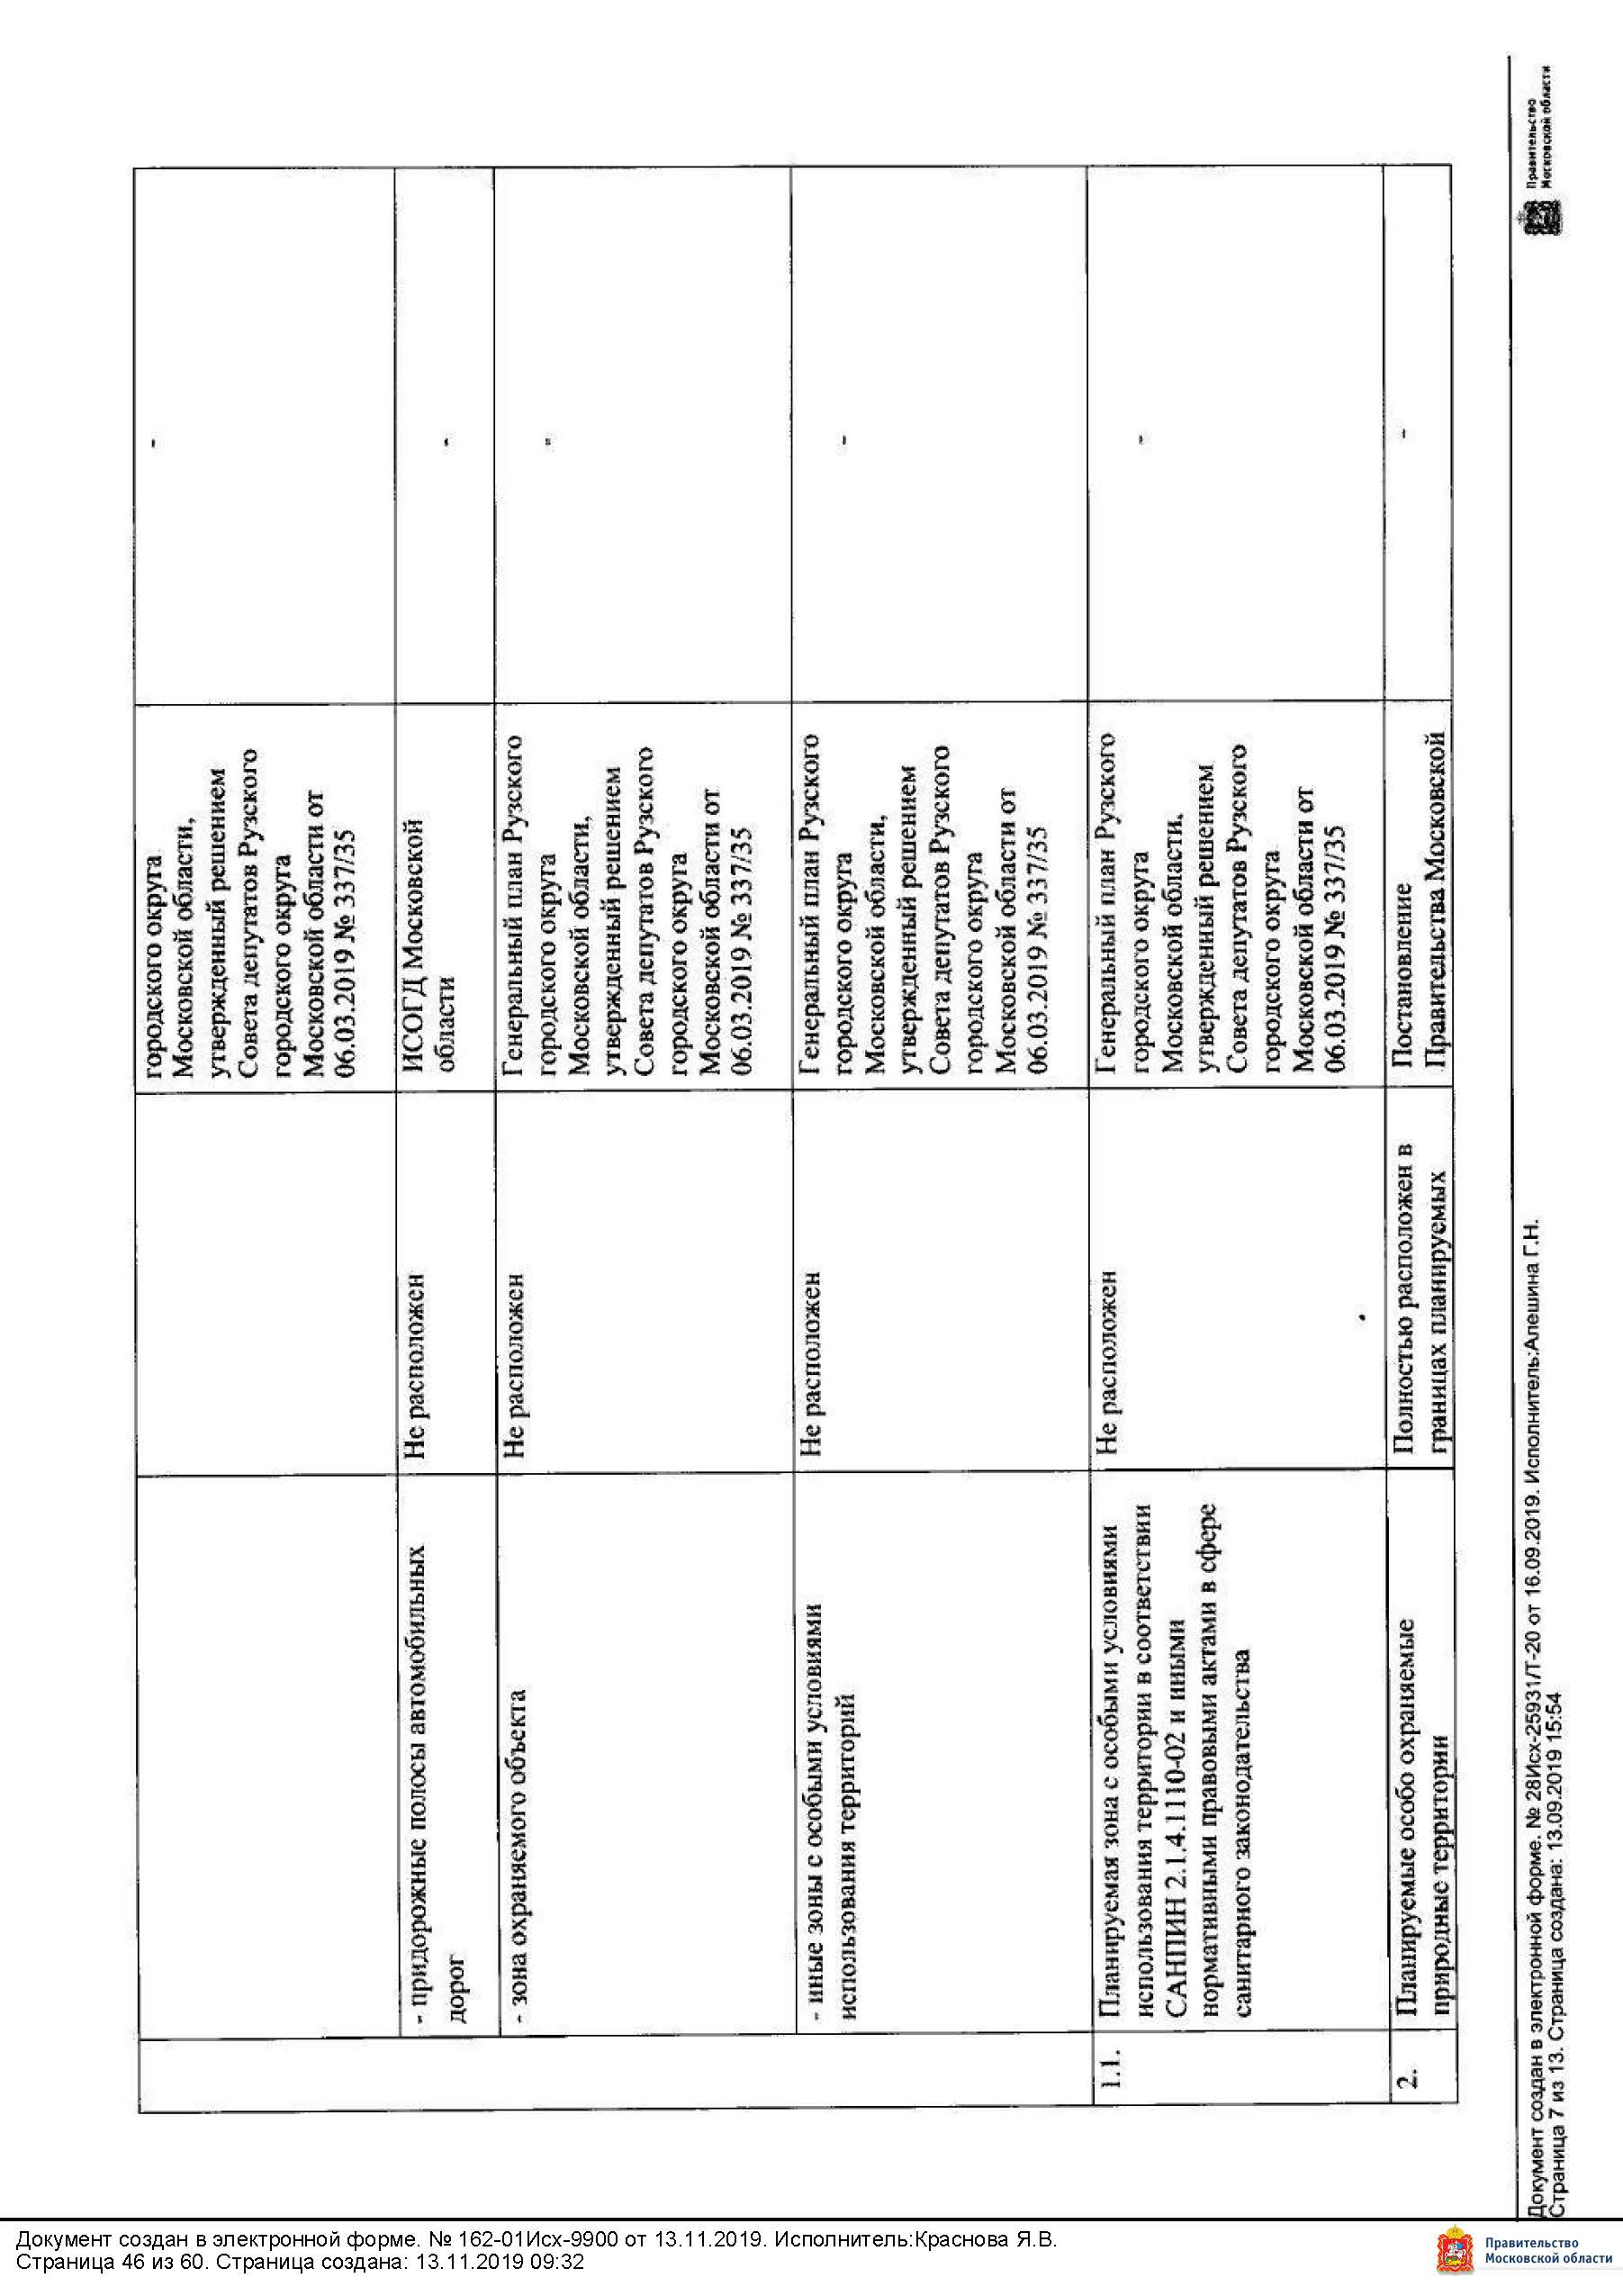 городского округа
Московской области,
утвержденный решением
Совета депутатов Рузского
городского округа
Московской области от
06.03.2019 № 337/35
-
- придорожные полосы автомобильных
дорог
Не расположен
ИСОГД Московской
области
-
- зона охраняемого объекта
Не расположен
Генеральный план Рузского
городского округа
Московской области,
утвержденный решением
Совета депутатов Рузского
городского округа
Московской области от
06.03.2019 № 337/35
-
- иные зоны с особыми условиями
использования территорий
Не расположен
Генеральный план Рузского
городского округа
Московской области,
утвержденный решением
Совета депутатов Рузского
городского округа
Московской области от
06.03.2019 № 337/35
-
1.1.
Планируемая зона с особыми условиями
использования территории в соответствии
САНПИН 2.1.4.1110-02 и иными
нормативными правовыми актами в сфере
санитарного законодательства
Не расположен
Генеральный план Рузского
городского округа
Московской области,
утвержденный решением
Совета депутатов Рузского
городского округа
Московской области от
06.03.2019 № 337/35
-
2.
Планируемые особо охраняемые
природные территории
Полностью расположен в
границах планируемых
Постановление
Правительства Московской
-
Документ создан в электронной форме. № 28Исх-25931/Т-20 от 16.09.2019. Исполнитель:Алешина Г.Н.
Страница 7 из 13. Страница создана: 13.09.2019 15:54
Правительство
Московской области
Документ создан в электронной форме. № 162-01Исх-9900 от 13.11.2019. Исполнитель:Краснова Я.В.
Страница 46 из 60. Страница создана: 13.11.2019 09:32
Правительство
Московской области